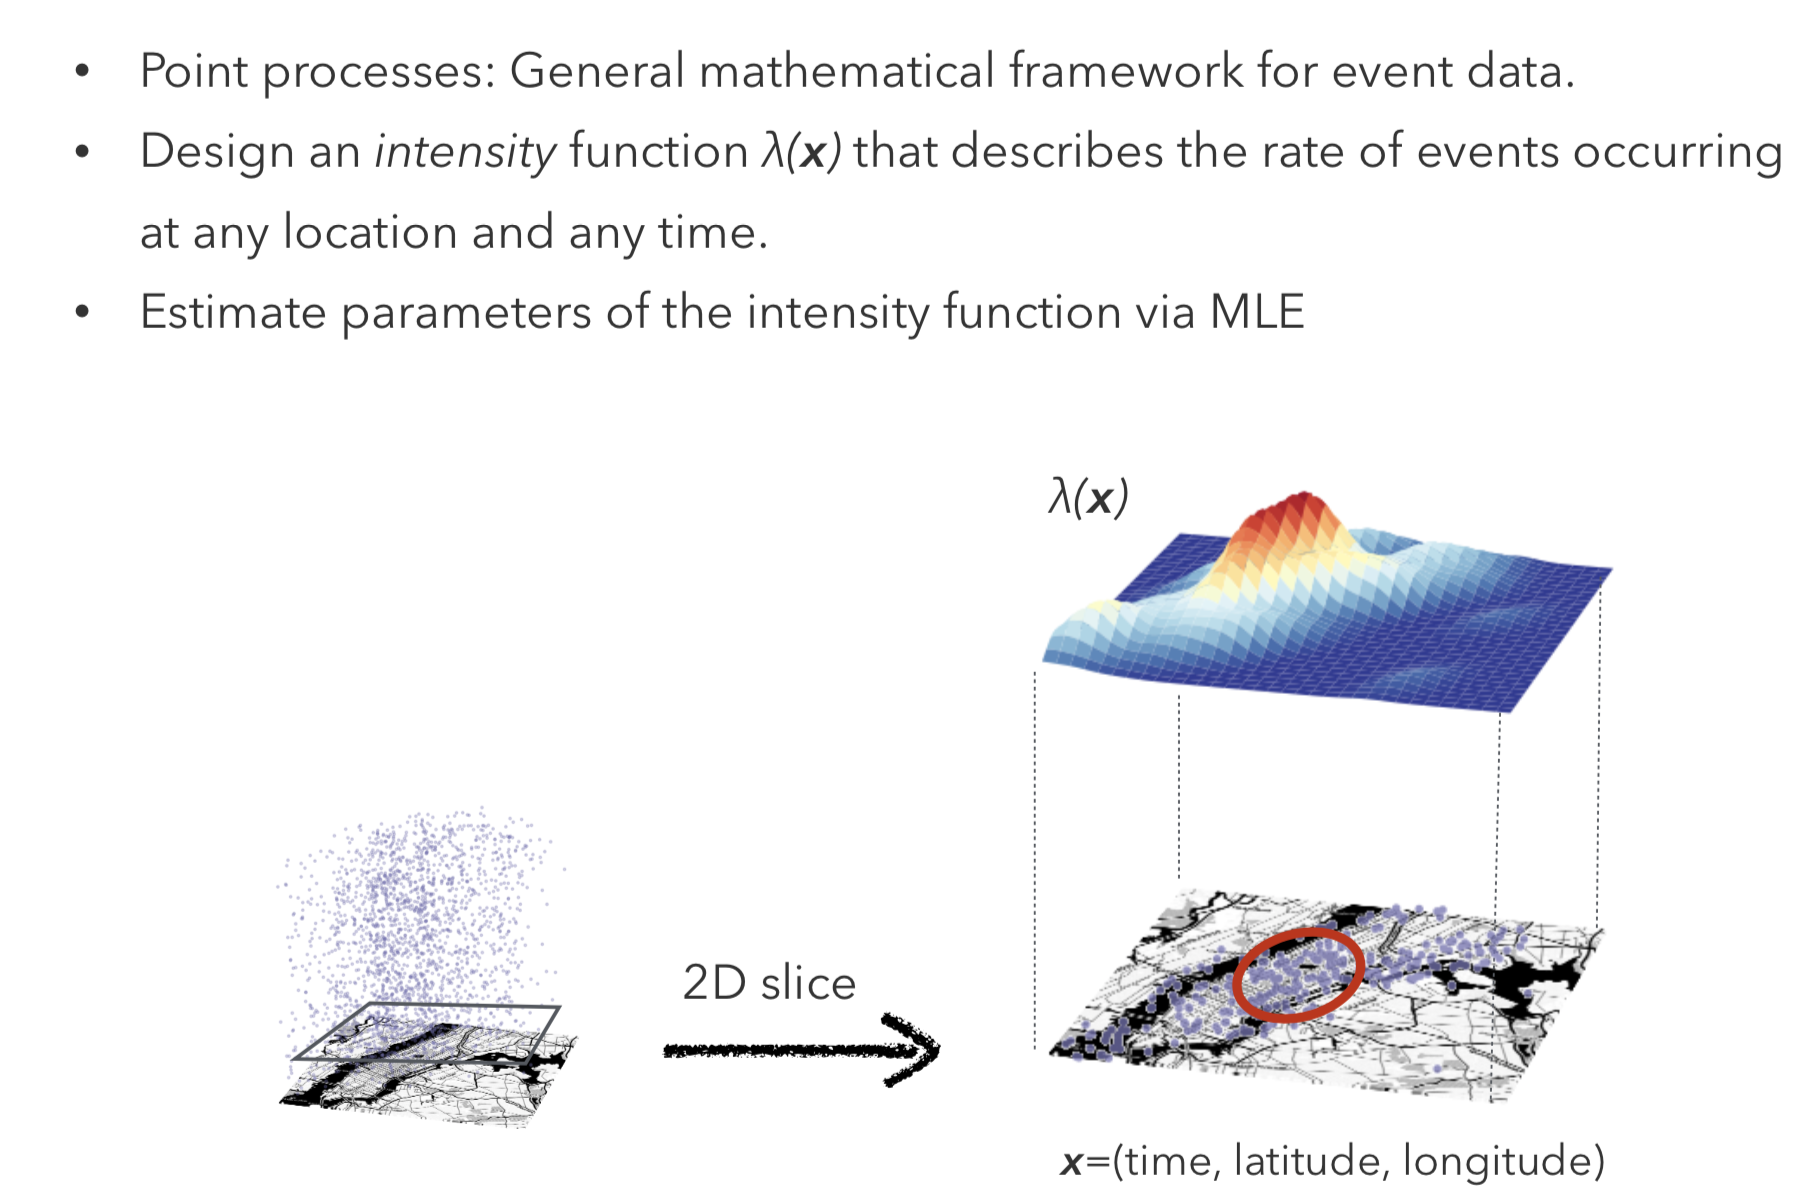 • Point processes: General mathematical framework for event data.
• Design an intensity function λ(x) that describes the rate of events occurring
at any location and any time.
• Estimate parameters of the intensity function via MLE
λ(x)
2D slice
x=(time, latitude, longitude)